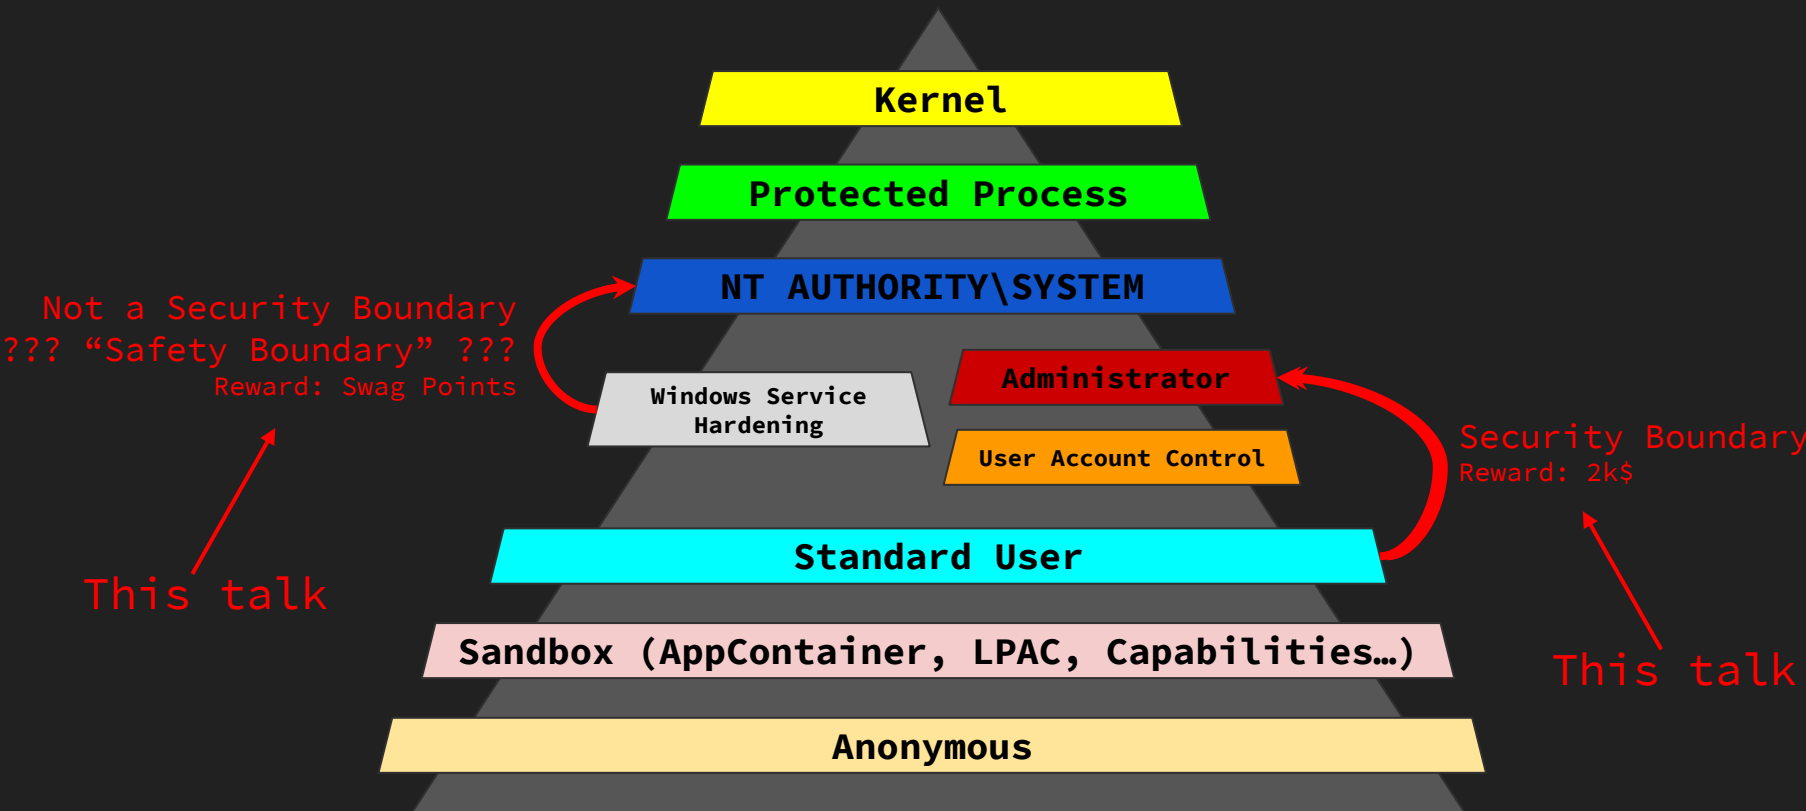 Kernel
Protected Process
NT AUTHORITY\SYSTEM
Not a Security Boundary
??? “Safety Boundary” ???
Reward: Swag Points
Windows Service
Hardening
Administrator
User Account Control
Security Boundary
Reward: 2k$
Standard User
This talk
Sandbox (AppContainer, LPAC, Capabilities…)
This talk
Anonymous